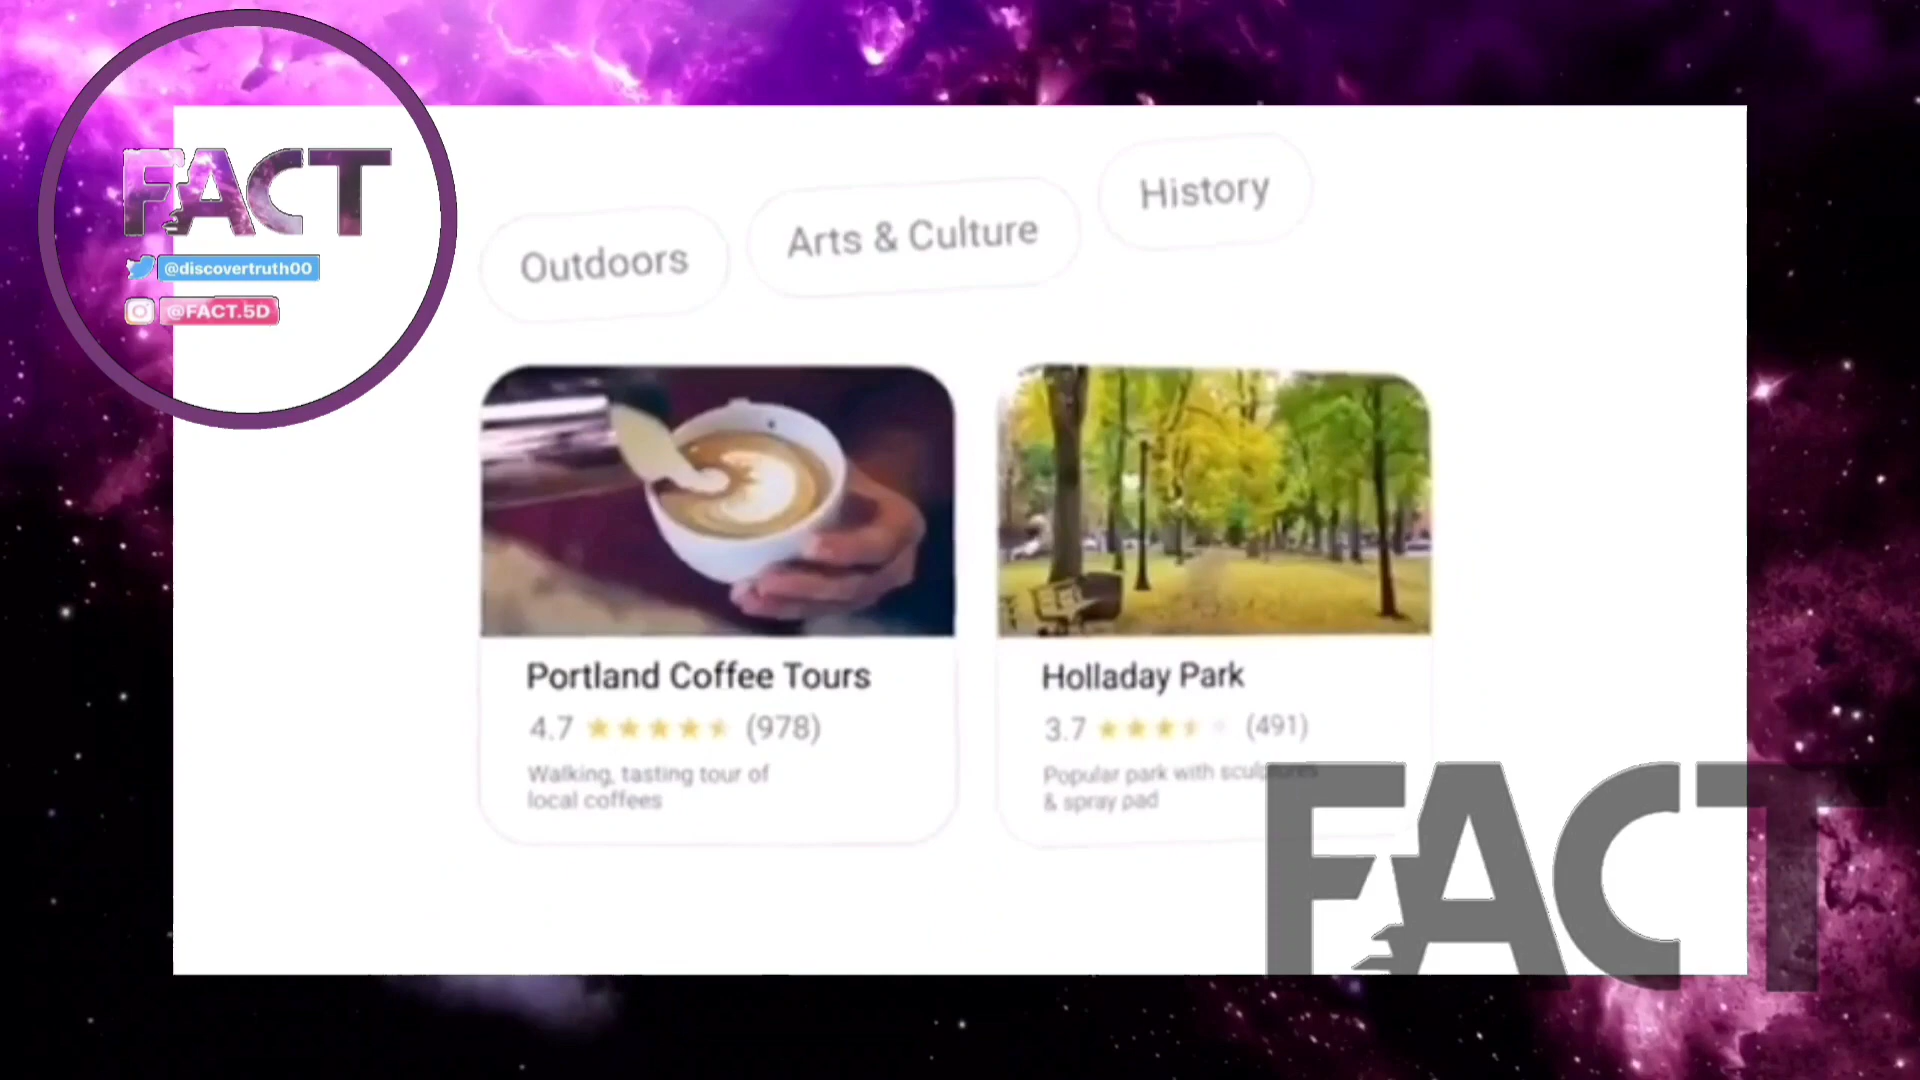 FACT
@discovertruth00
@FACT.5D
Outdoors
Arts & Culture
History
Portland Coffee Tours
4.7 (978)
Walking, tasting tour of
local coffees
Holladay Park
3.7 (491)
Popular park with sculptures
& spray pad
FACT